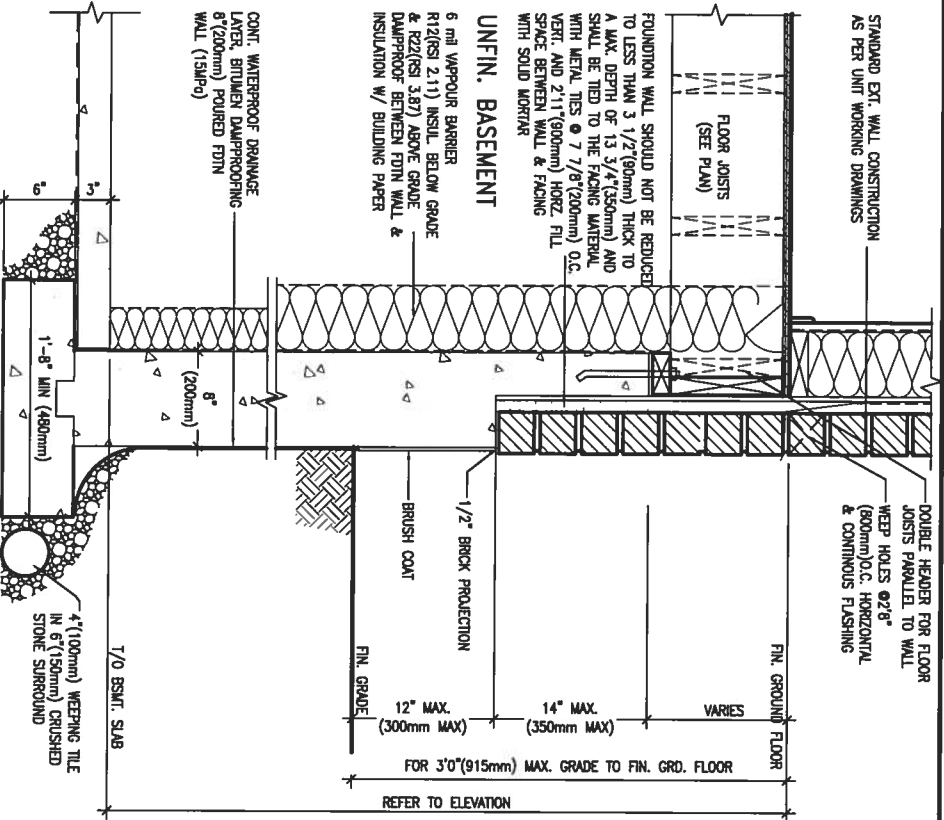 STANDARD EXT. WALL CONSTRUCTION
AS PER UNIT WORKING DRAWINGS
FLOOR JOISTS
(SEE PLAN)
FOUNDTION WALL SHOULD NOT BE REDUCED
TO LESS THAN 3 1/2"(90mm) THICK TO
A MAX. DEPTH OF 13 3/4"(350mm) AND
SHALL BE TIED TO THE FACING MATERIAL
WITH METAL TIES @ 7 7/8"(200mm) O.C.
VERT. AND 2'11"(900mm) HORZ. FILL
SPACE BETWEEN WALL & FACING
WITH SOLID MORTAR
UNFIN. BASEMENT
6 mil VAPPOUR BARRIER
R12(RSI 2.11) INSUL BELOW GRADE
& R22(RSI 3.87) ABOVE GRADE
DAMPPROOF BETWEEN FDTN WALL &
INSULATION W/ BUILDING PAPER
CONT. WATERPROOF DRAINAGE
LAYER, BITUMEN DAMPPROOFING
8"(200mm) POURED FDTN
WALL (15MPa)
6"
3"
1'-8" MIN (480mm)
8"
(200mm)
DOUBLE HEADER FOR FLOOR
JOISTS PARALLEL TO WALL
WEEP HOLES @2'8"
(800mm)O.C. HORIZONTAL
& CONTINOUS FLASHING
1/2" BRICK PROJECTION
BRUSH COAT
4"(100mm) WEEPING TILE
IN 6"(150mm) CRUSHED
STONE SURROUND
FIN. GROUND FLOOR
FIN. GRADE
T/O BSMT. SLAB
VARIES
14" MAX.
(350mm MAX)
12" MAX.
(300mm MAX)
FOR 3'0"(915mm) MAX. GRADE TO FIN. GRD. FLOOR
REFER TO ELEVATION